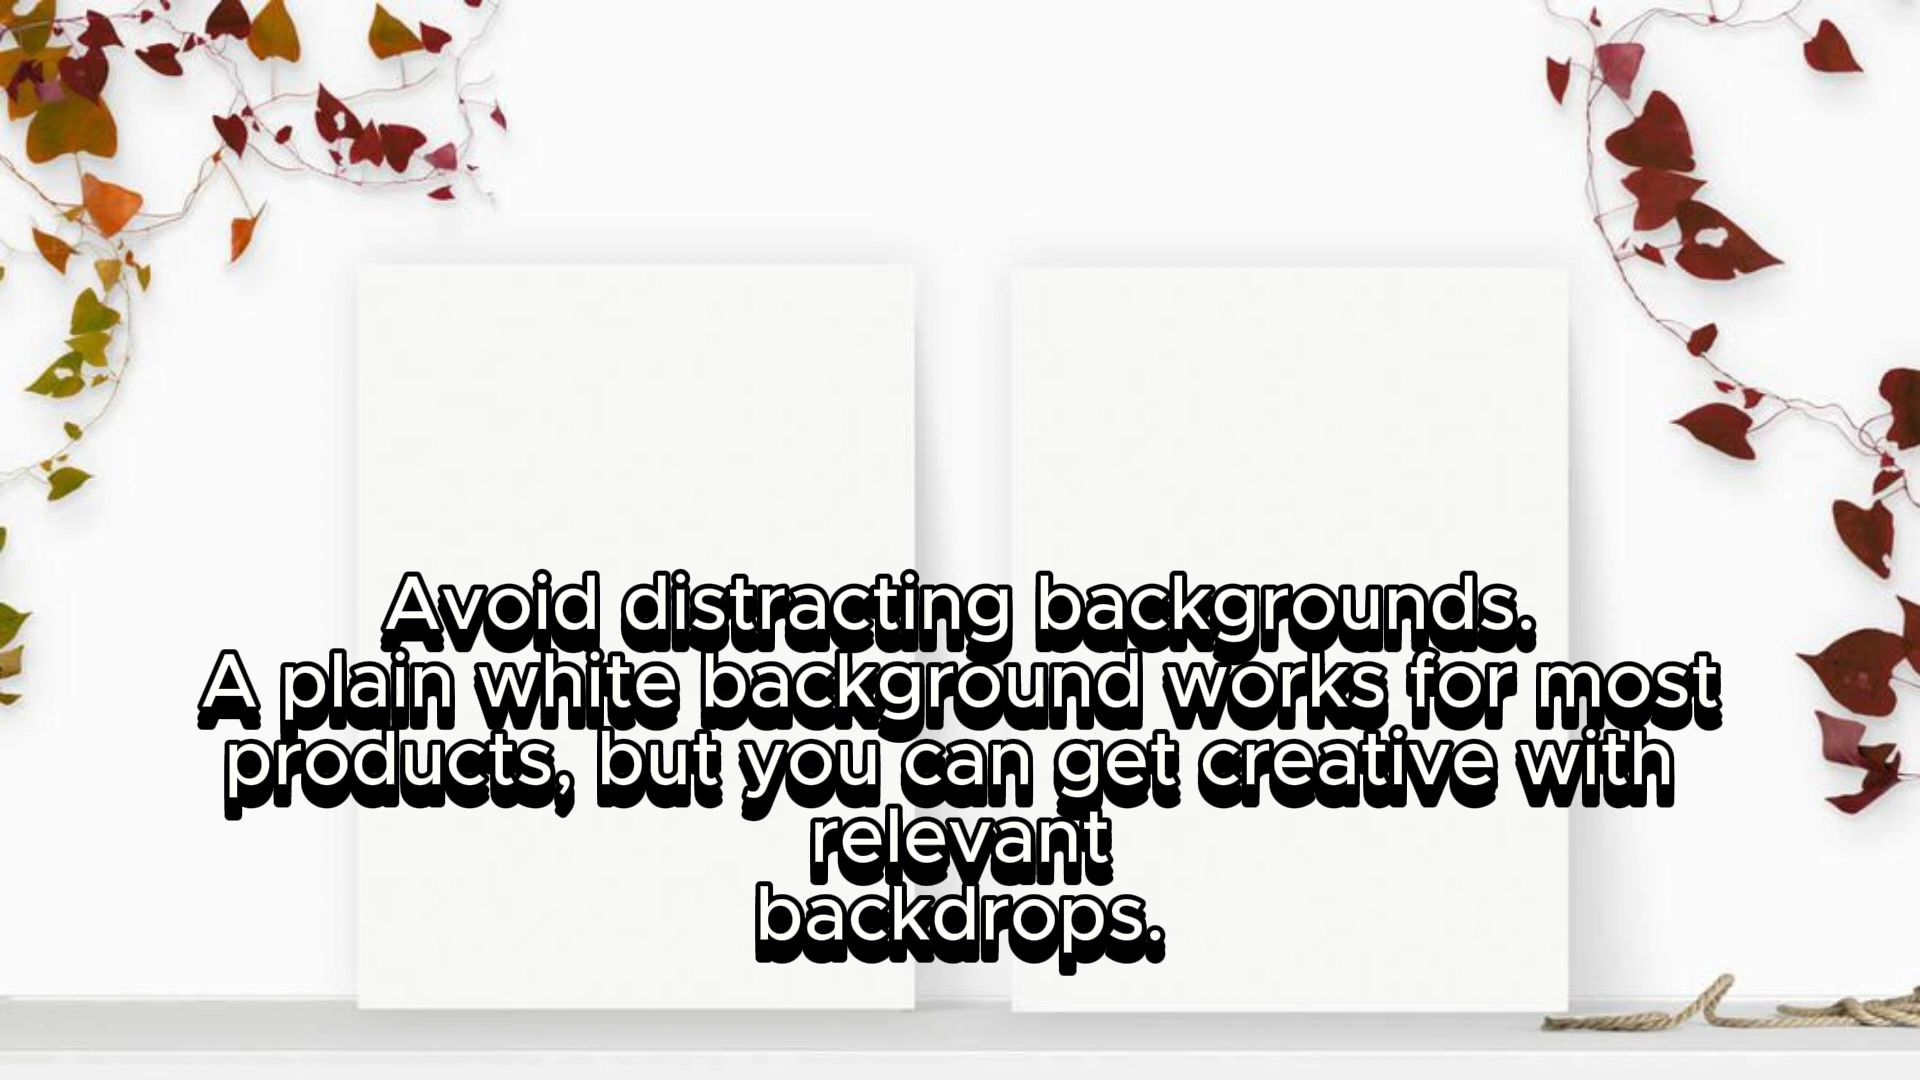 Avoid distracting backgrounds.
A plain white background works for most
products, but you can get creative with
relevant
backdrops.